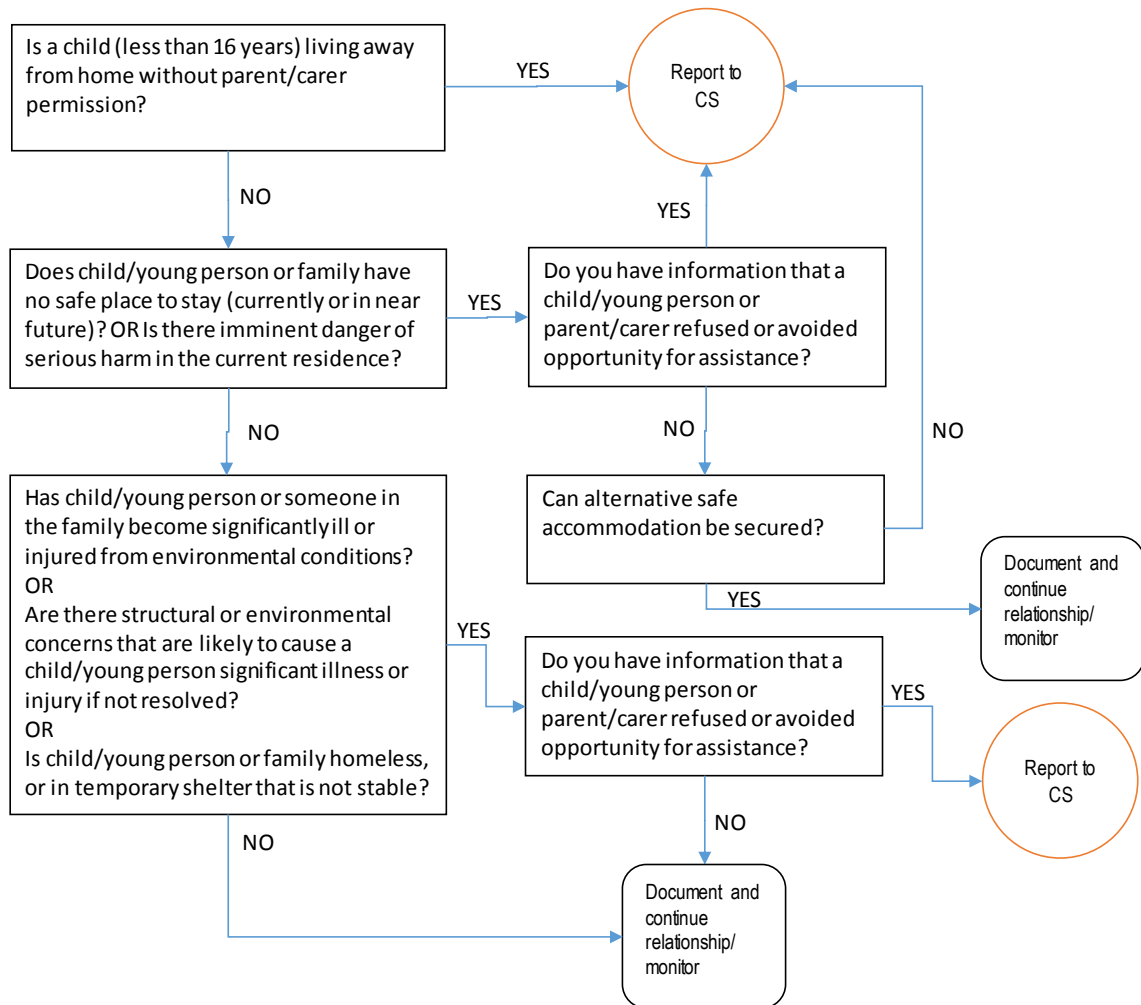 Is a child (less than 16 years) living away
from home without parent/carer
permission?
YES
Report to
CS
NO
YES
Does child/young person or family have
no safe place to stay (currently or in near
future)? OR Is there imminent danger of
serious harm in the current residence?
YES
Do you have information that a
child/young person or
parent/carer refused or avoided
opportunity for assistance?
NO
NO
NO
Has child/young person or someone in
the family become significantly ill or
injured from environmental conditions?
OR
Are there structural or environmental
concerns that are likely to cause a
child/young person significant illness or
injury if not resolved?
OR
Is child/young person or family homeless,
or in temporary shelter that is not stable?
Can alternative safe
accommodation be secured?
YES
Document and
continue
relationship/
monitor
YES
Do you have information that a
child/young person or
parent/carer refused or avoided
opportunity for assistance?
YES
Report to
CS
NO
NO
Document and
continue
relationship/
monitor